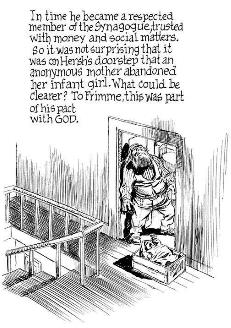 In time he became a respected
member of the Synagogue, trusted
with money and social matters.
So it was not surprising that it
was on Hersh's doorstep that an
anonymous mother abandoned
her infant girl. What could be
clearer? To Frimme, this was part
of his pact
with GOD.